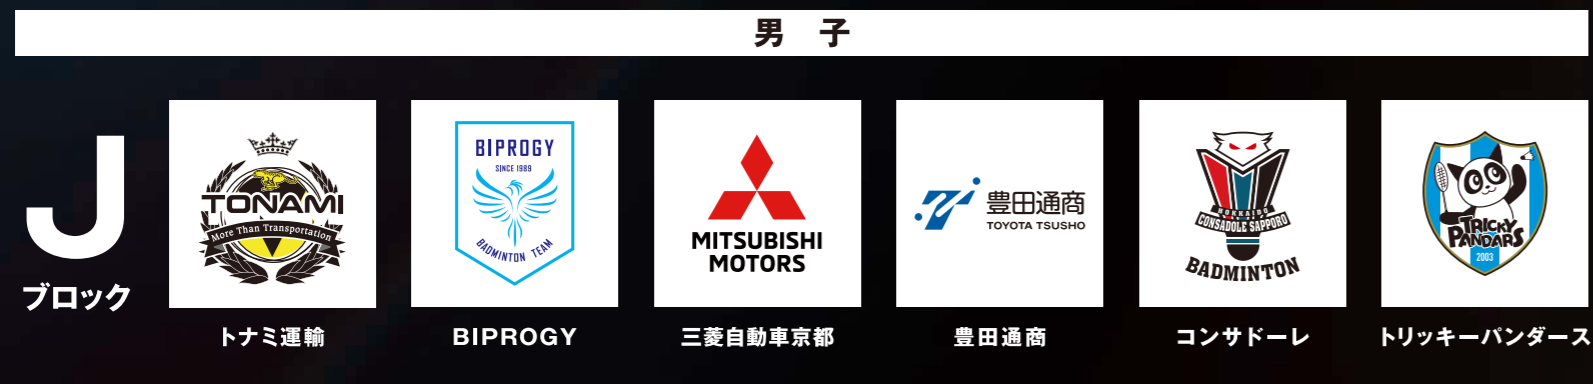 男 子
J
ブロック
TONAMI
More Than Transportation
トナミ運輸
BIPROGY
SINCE 1989
BADMINTON TEAM
BIPROGY
MITSUBISHI
MOTORS
三菱自動車京都
豊田通商
TOYOTA TSUSHO
豊田通商
HOKKAIDO
CONSADOLE SAPPORO
BADMINTON
コンサドーレ
TRICKY
PANDARS
2003
トリッキーパンダース